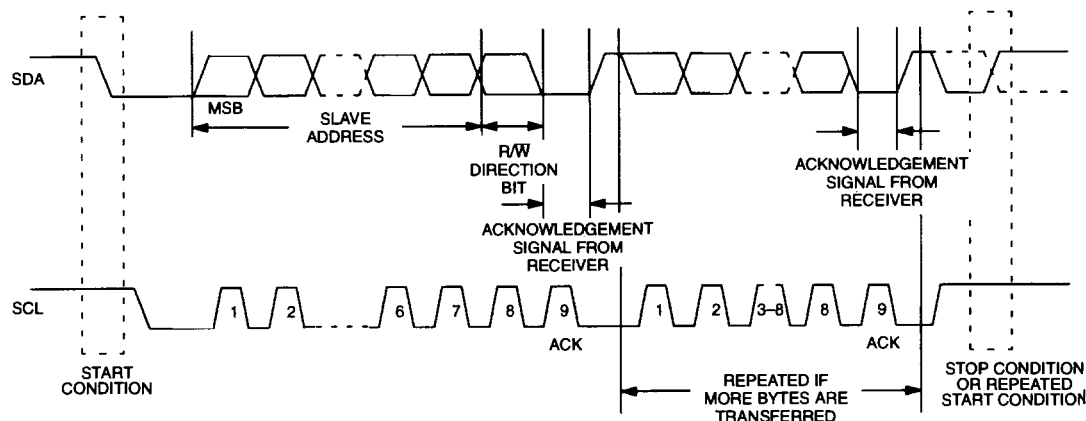 SDA
MSB
SLAVE
ADDRESS
R/W̅
DIRECTION
BIT
ACKNOWLEDGEMENT
SIGNAL FROM
RECEIVER
ACKNOWLEDGEMENT
SIGNAL FROM
RECEIVER
SCL
1 2 6 7 8 9 1 2 3–8 8 9
ACK
ACK
START
CONDITION
REPEATED IF
MORE BYTES ARE
TRANSFERRED
STOP CONDITION
OR REPEATED
START CONDITION